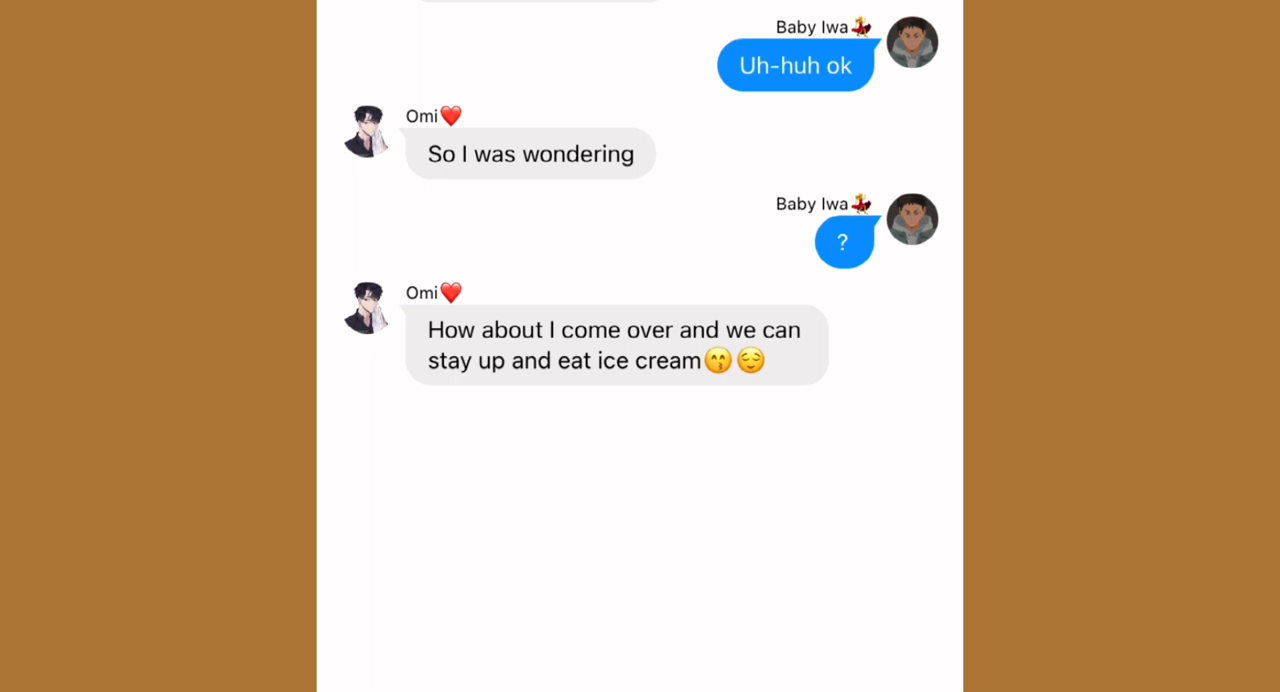 Baby Iwa💃
Uh-huh ok
Omi❤️
So I was wondering
Baby Iwa💃
?
Omi❤️
How about I come over and we can
stay up and eat ice cream😙😌